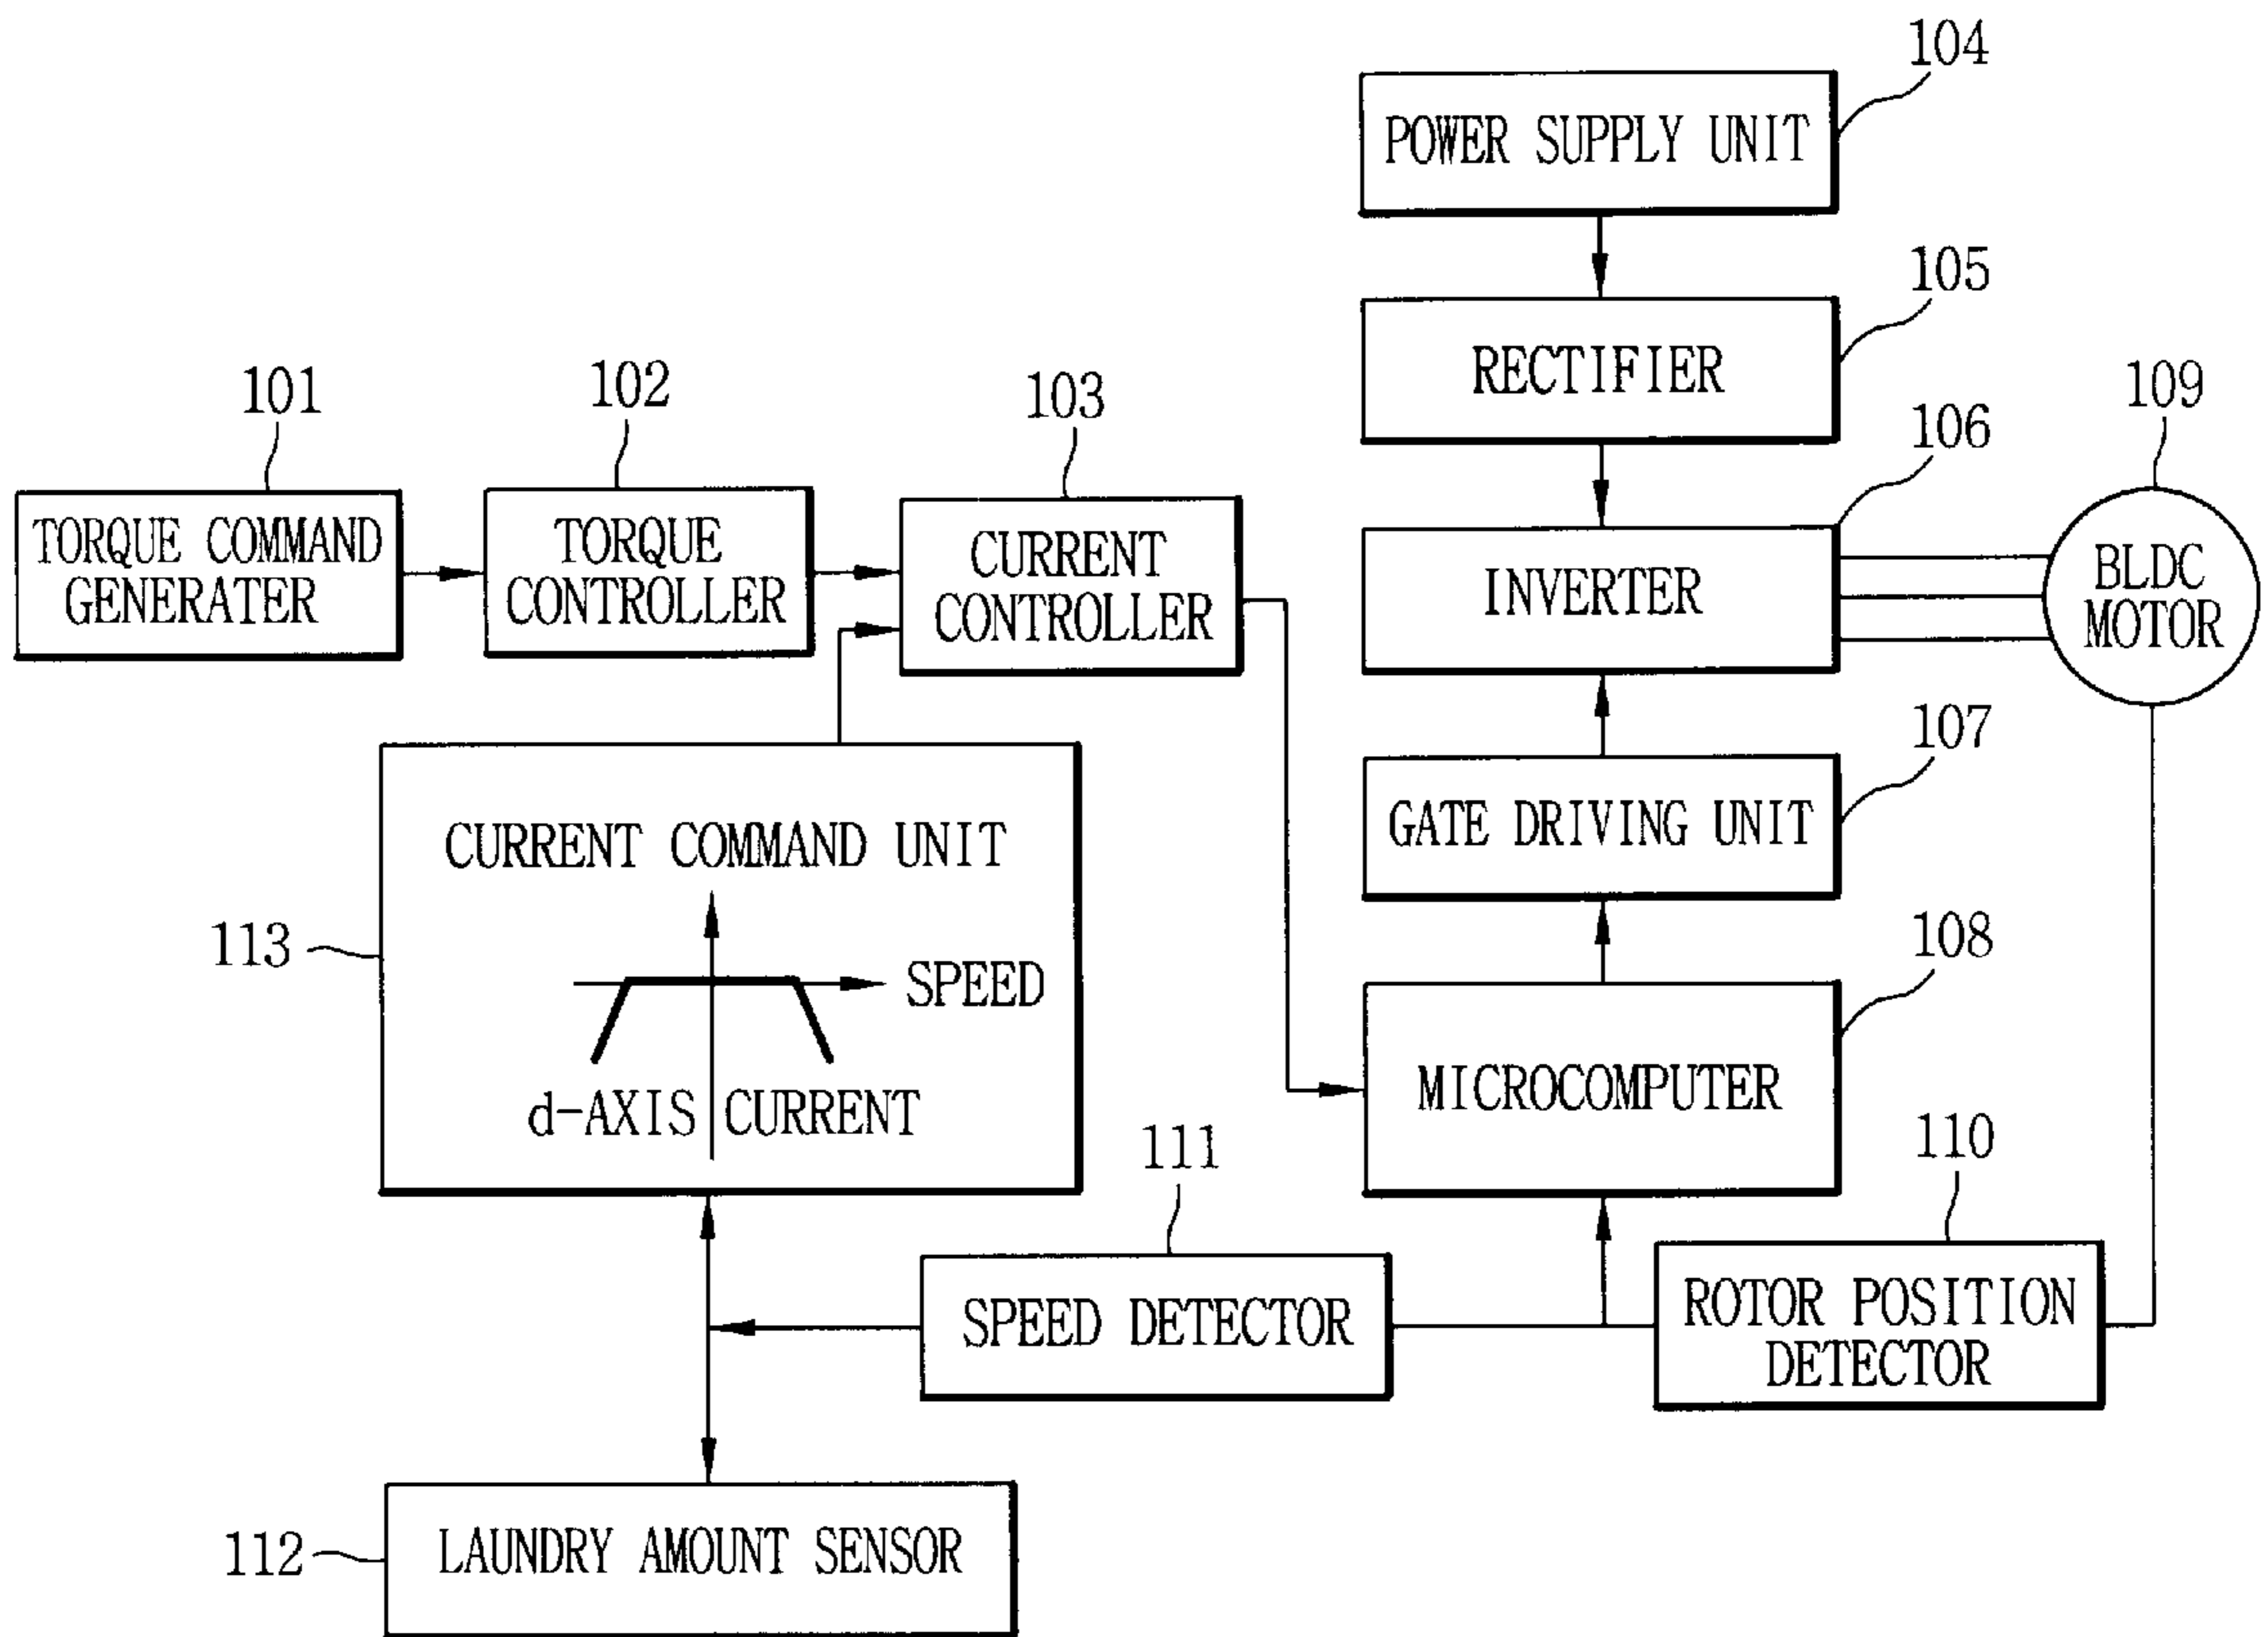 104
POWER SUPPLY UNIT
105
RECTIFIER
101
102
103
106
109
TORQUE COMMAND
GENERATER
TORQUE
CONTROLLER
CURRENT
CONTROLLER
INVERTER
BLDC
MOTOR
107
GATE DRIVING UNIT
CURRENT COMMAND UNIT
113
SPEED
d-AXIS CURRENT
108
MICROCOMPUTER
111
110
SPEED DETECTOR
ROTOR POSITION
DETECTOR
112
LAUNDRY AMOUNT SENSOR